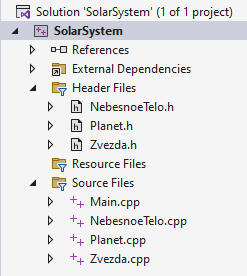 Solution 'SolarSystem' (1 of 1 project)
SolarSystem
References
External Dependencies
Header Files
NebesnoeTelo.h
Planet.h
Zvezda.h
Resource Files
Source Files
Main.cpp
NebesnoeTelo.cpp
Planet.cpp
Zvezda.cpp